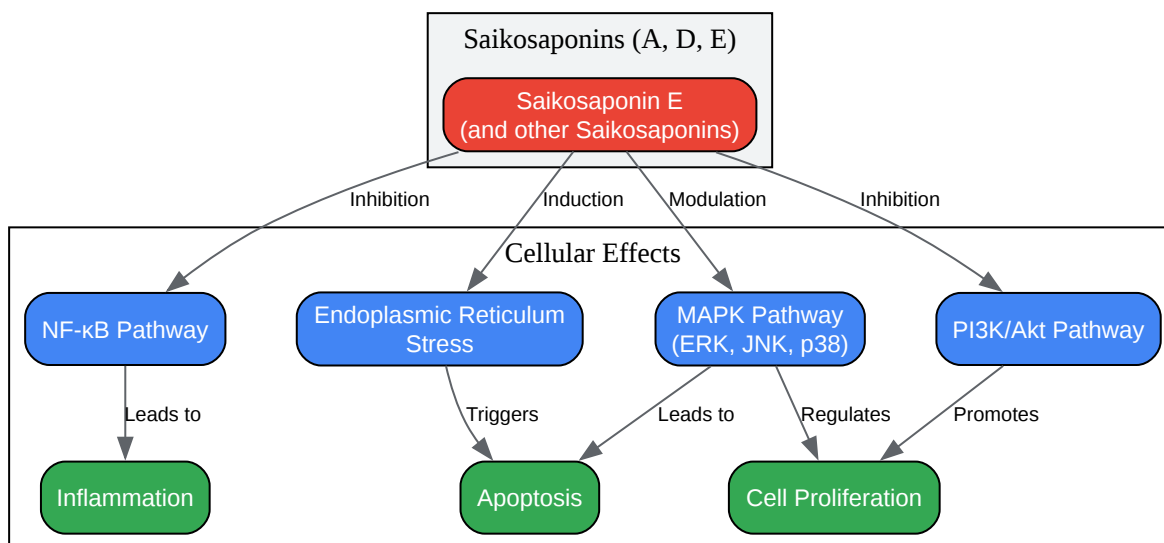 Saikosaponins (A, D, E)
Saikosaponin E
(and other Saikosaponins)
Inhibition
Induction
Modulation
Inhibition
Cellular Effects
NF-κB Pathway
Endoplasmic Reticulum
Stress
MAPK Pathway
(ERK, JNK, p38)
PI3K/Akt Pathway
Leads to
Triggers
Leads to
Regulates
Promotes
Inflammation
Apoptosis
Cell Proliferation